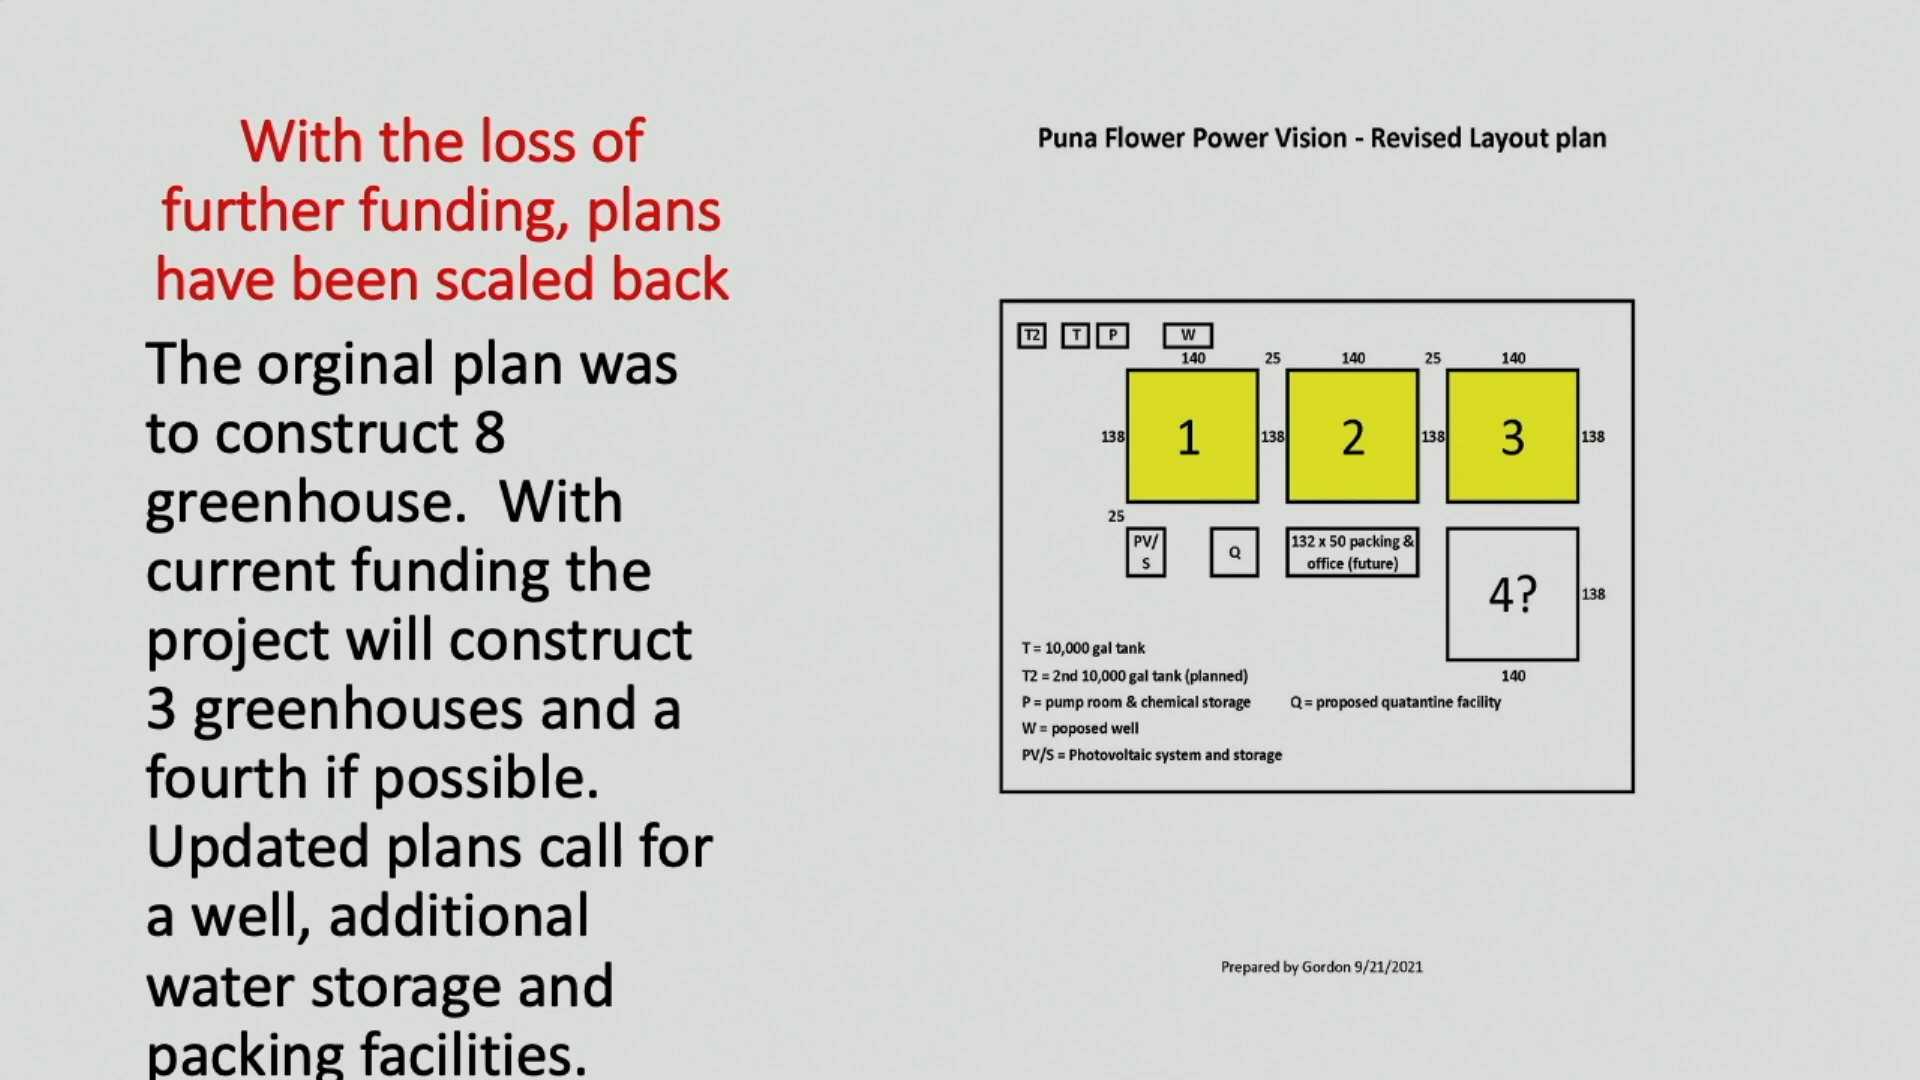 With the loss of
further funding, plans
have been scaled back
The orginal plan was
to construct 8
greenhouse.  With
current funding the
project will construct
3 greenhouses and a
fourth if possible.
Updated plans call for
a well, additional
water storage and
packing facilities.
Puna Flower Power Vision - Revised Layout plan
T2 T P W
140 25 140 25 140
138 1 138 2 138 3 138
25
PV/
S
Q
132 x 50 packing &
office (future)
4? 138
140
T = 10,000 gal tank
T2 = 2nd 10,000 gal tank (planned)
P = pump room & chemical storage
Q = proposed quatantine facility
W = poposed well
PV/S = Photovoltaic system and storage
Prepared by Gordon 9/21/2021